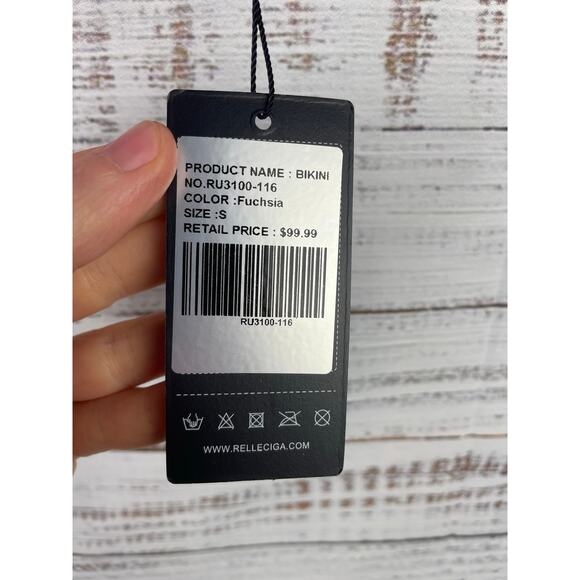 PRODUCT NAME : BIKINI
NO.RU3100-116
COLOR :Fuchsia
SIZE :S
RETAIL PRICE : $99.99
RU3100-116
WWW.RELLECIGA.COM